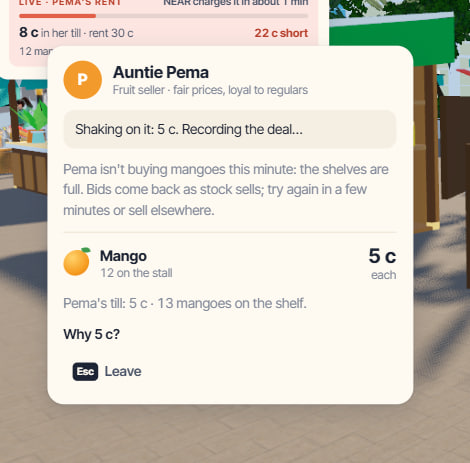 LIVE · PEMA'S RENT
NEAR charges it in about 1 min
8 c in her till · rent 30 c
22 c short
12
P
Auntie Pema
Fruit seller · fair prices, loyal to regulars
Shaking on it: 5 c. Recording the deal...
Pema isn't buying mangoes this minute: the shelves are
full. Bids come back as stock sells; try again in a few
minutes or sell elsewhere.
Mango
5 c
12 on the stall
each
Pema's till: 5 c · 13 mangoes on the shelf.
Why 5 c?
Esc Leave